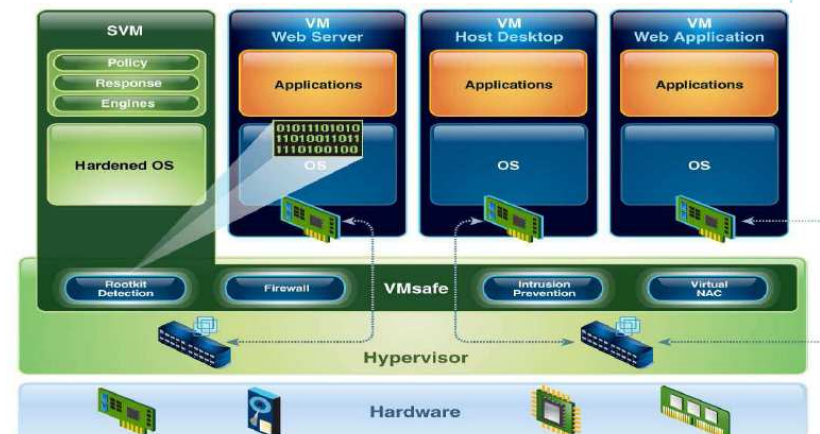 SVM
Policy
Response
Engines
Hardened OS
VM
Web Server
Applications
01011101010
11010011011
1110100100
OS
VM
Host Desktop
Applications
OS
VM
Web Application
Applications
OS
Rootkit
Detection
Firewall
VMsafe
Intrusion
Prevention
Virtual
NAC
Hypervisor
Hardware